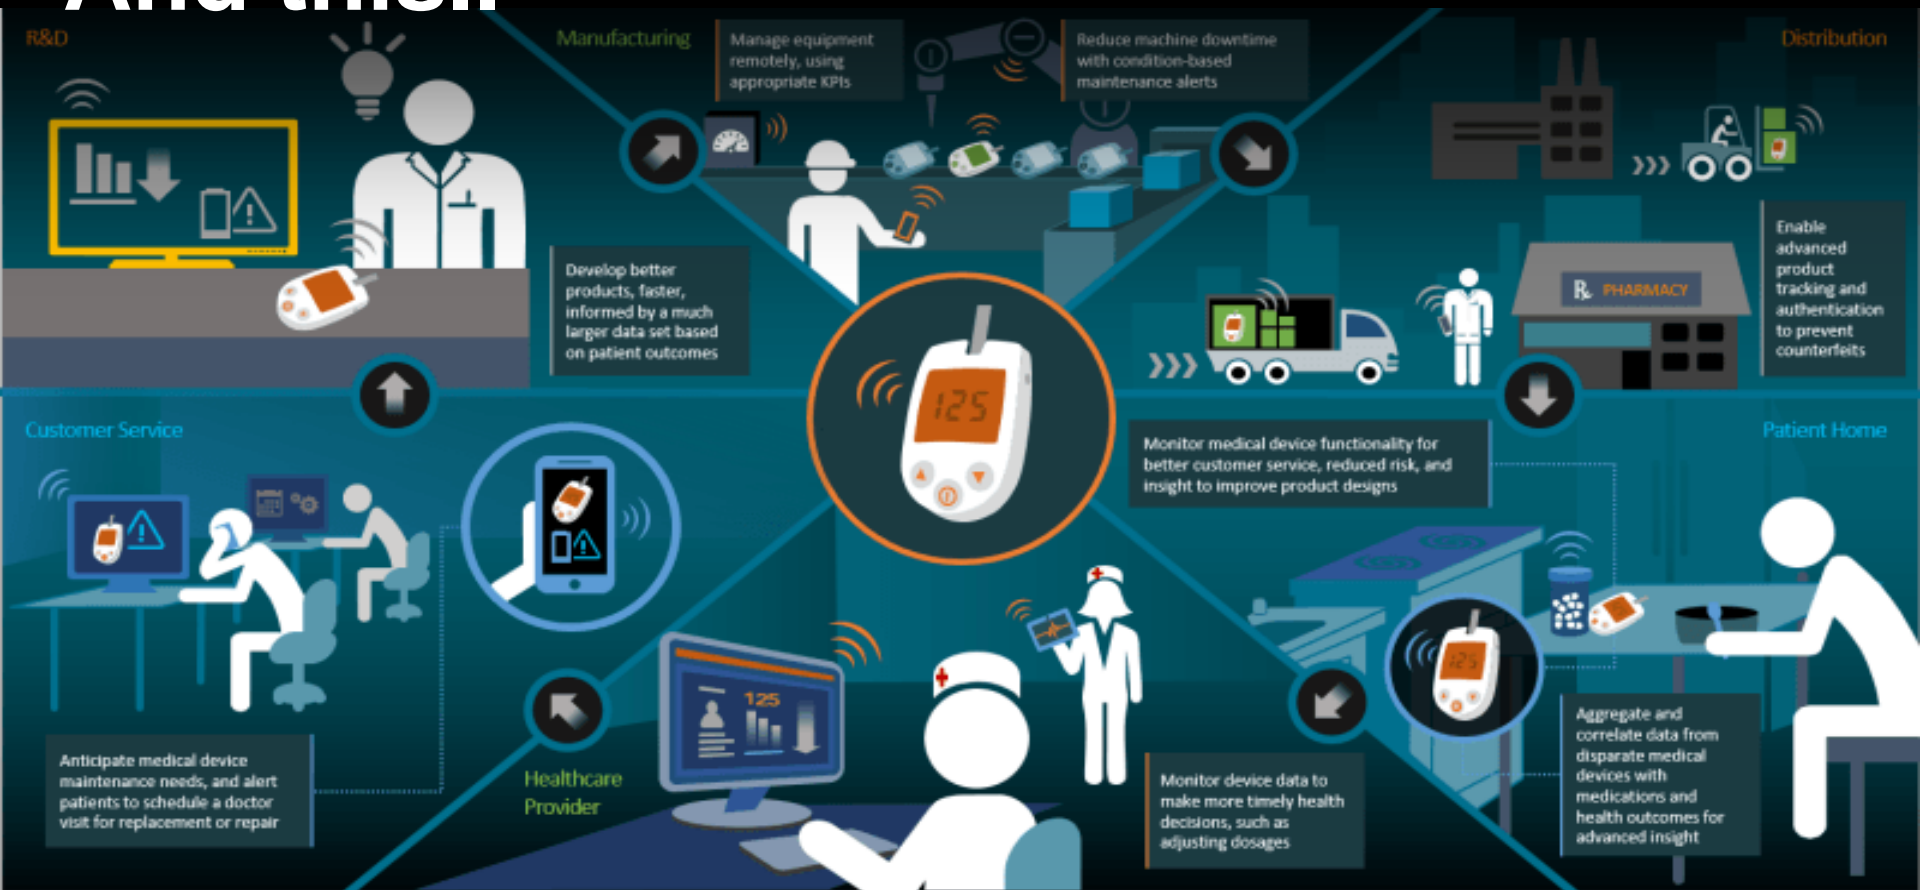 And this..
R&D
Manufacturing
Manage equipment
remotely, using
appropriate KPIs
Reduce machine downtime
with condition-based
maintenance alerts
Distribution
Develop better
products, faster,
informed by a much
larger data set based
on patient outcomes
Enable
advanced
product
tracking and
authentication
to prevent
counterfeits
℞ PHARMACY
125
Customer Service
Monitor medical device functionality for
better customer service, reduced risk, and
insight to improve product designs
Patient Home
125
125
Anticipate medical device
maintenance needs, and alert
patients to schedule a doctor
visit for replacement or repair
Healthcare
Provider
Monitor device data to
make more timely health
decisions, such as
adjusting dosages
Aggregate and
correlate data from
disparate medical
devices with
medications and
health outcomes for
advanced insight